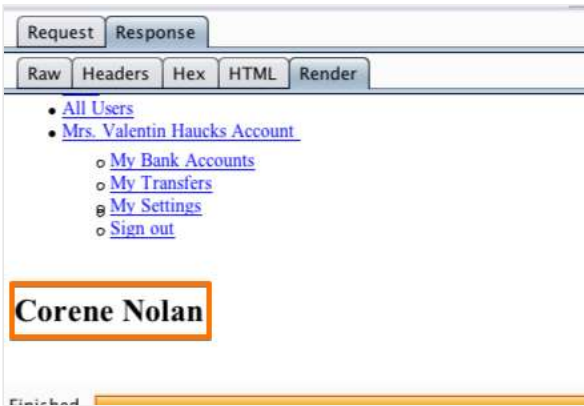 Request Response
Raw Headers Hex HTML Render
All Users
Mrs. Valentin Haucks Account
My Bank Accounts
My Transfers
My Settings
Sign out
Corene Nolan
Finished